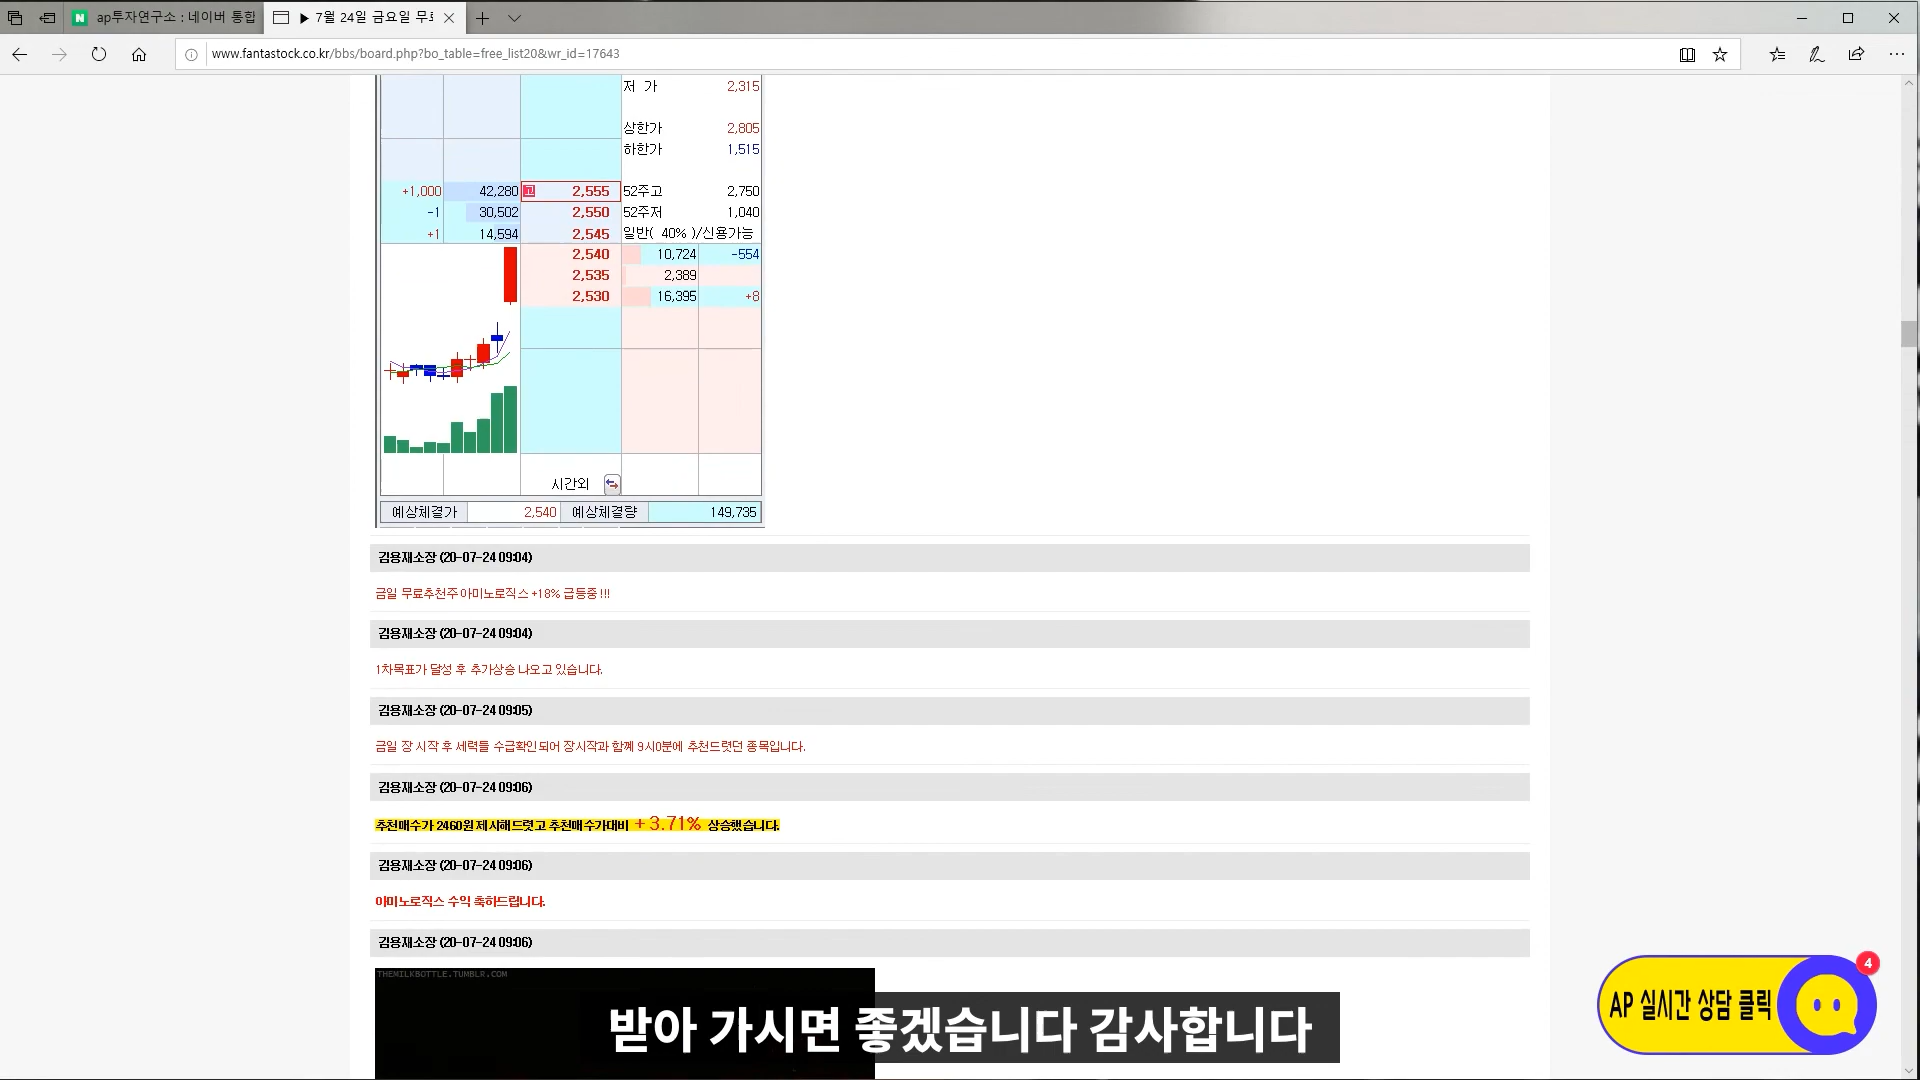 ap투자연구소 : 네이버 통합
▶ 7월 24일 금요일 무료
www.fantastock.co.kr/bbs/board.php?bo_table=free_list20&wr_id=17643
저 가 2,315
상한가 2,805
하한가 1,515
+1,000 42,280 고 2,555 52주고 2,750
-1 30,502 2,550 52주저 1,040
+1 14,594 2,545 일반( 40% )/신용가능
2,540 10,724 -554
2,535 2,389
2,530 16,395 +8
시간외
예상체결가 2,540 예상체결량 149,735
김용재소장 (20-07-24 09:04)
금일 무료추천주 아미노로직스 +18% 급등중 !!!
김용재소장 (20-07-24 09:04)
1차목표가 달성 후 추가상승 나오고 있습니다.
김용재소장 (20-07-24 09:05)
금일 장 시작 후 세력들 수급확인되어 장시작과 함께 9시0분에 추천드렷던 종목입니다.
김용재소장 (20-07-24 09:06)
추천매수가 2460원 제시해드렷고 추천매수가대비 +3.71% 상승했습니다.
김용재소장 (20-07-24 09:06)
아미노로직스 수익 축하드립니다.
김용재소장 (20-07-24 09:06)
THEMILKBOTTLE.TUMBLR.COM
받아 가시면 좋겠습니다 감사합니다
AP 실시간 상담 클릭
4